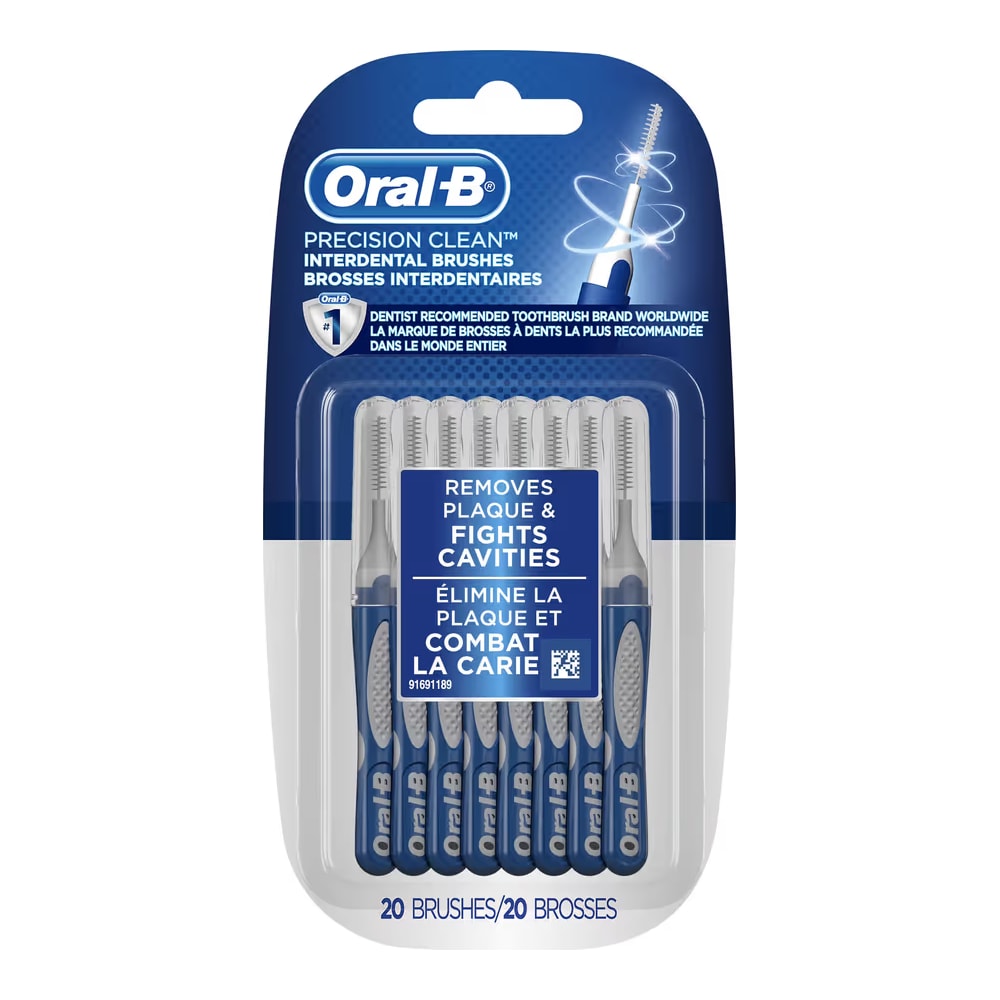 Oral-B®
PRECISION CLEAN™
INTERDENTAL BRUSHES
BROSSES INTERDENTAIRES
Oral-B
#1
DENTIST RECOMMENDED TOOTHBRUSH BRAND WORLDWIDE
LA MARQUE DE BROSSES À DENTS LA PLUS RECOMMANDÉE
DANS LE MONDE ENTIER
REMOVES
PLAQUE &
FIGHTS
CAVITIES
ÉLIMINE LA
PLAQUE ET
COMBAT
LA CARIE
91691189
Oral-B
Oral-B
Oral-B
Oral-B
Oral-B
Oral-B
Oral-B
Oral-B
20 BRUSHES/20 BROSSES